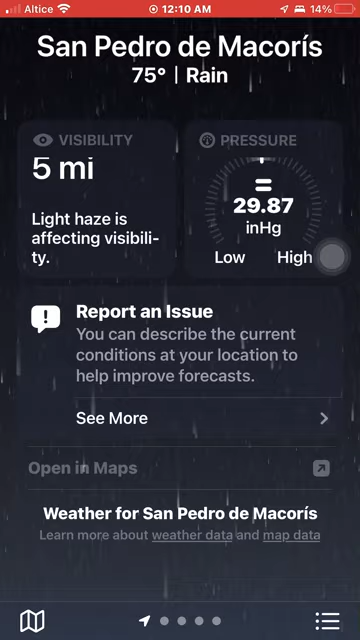 Altice 12:10 AM 14%
San Pedro de Macorís
75° | Rain
VISIBILITY
5 mi
Light haze is
affecting visibili-
ty.
PRESSURE
=
29.87
inHg
Low High
Report an Issue
You can describe the current
conditions at your location to
help improve forecasts.
See More
Open in Maps
Weather for San Pedro de Macorís
Learn more about weather data and map data